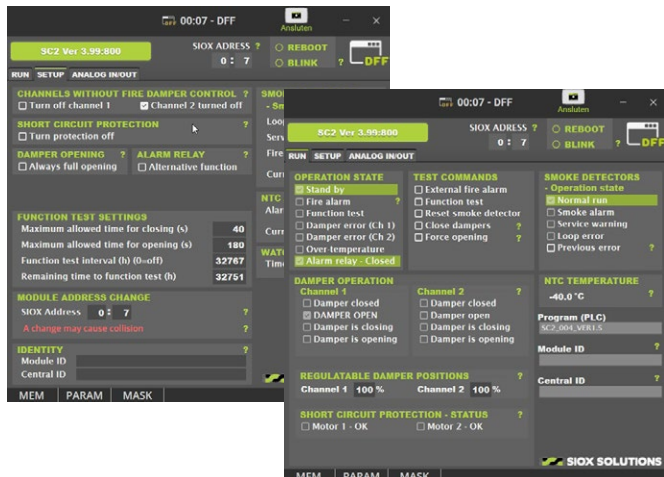 00:07 - DFF
Ansluten
SC2 Ver 3.99:800
SIOX ADRESS ?
0 : 7
REBOOT
BLINK ?
DFF
RUN SETUP ANALOG IN/OUT
CHANNELS WITHOUT FIRE DAMPER CONTROL ?
Turn off channel 1
Channel 2 turned off
SHORT CIRCUIT PROTECTION ?
Turn protection off
DAMPER OPENING ?
Always full opening
ALARM RELAY ?
Alternative function
FUNCTION TEST SETTINGS
Maximum allowed time for closing (s) 40
Maximum allowed time for opening (s) 180
Function test interval (h) (0=off) 32767
Remaining time to function test (h) 32751
MODULE ADDRESS CHANGE
SIOX Address 0 : 7 ?
A change may cause collision ?
IDENTITY ?
Module ID
Central ID
MEM PARAM MASK
SMO
- Sm
Loo
Serv
Fire
Curr
NTC
Alar
Curr
WAT
Time
00:07 - DFF
Ansluten
SC2 Ver 3.99:800
SIOX ADRESS ?
0 : 7
REBOOT
BLINK ?
DFF
RUN SETUP ANALOG IN/OUT
OPERATION STATE
Stand by
Fire alarm ?
Function test
Damper error (Ch 1)
Damper error (Ch 2)
Over-temperature
Alarm relay - Closed
TEST COMMANDS
External fire alarm
Function test
Reset smoke detector
Close dampers ?
Force opening ?
SMOKE DETECTORS
- Operation state
Normal run
Smoke alarm
Service warning
Loop error
Previous error ?
DAMPER OPERATION
Channel 1
Damper closed
DAMPER OPEN
Damper is closing
Damper is opening
Channel 2 ?
Damper closed
Damper open
Damper is closing
Damper is opening
NTC TEMPERATURE
-40.0 °C ?
Program (PLC)
SC2_004_VER1.S
Module ID ?
Central ID ?
REGULATABLE DAMPER POSITIONS ?
Channel 1 100 %
Channel 2 100 %
SHORT CIRCUIT PROTECTION - STATUS ?
Motor 1 - OK
Motor 2 - OK
SIOX SOLUTIONS
MEM PARAM MASK